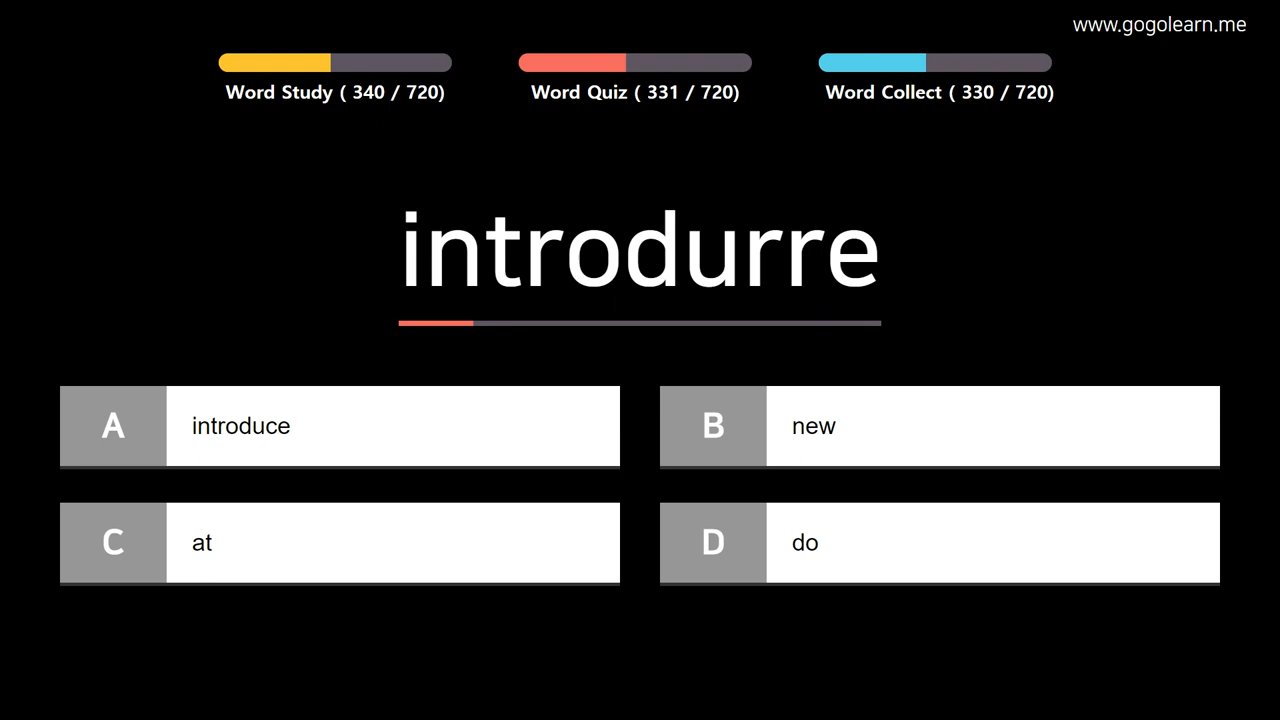 www.gogolearn.me
Word Study ( 340 / 720)
Word Quiz ( 331 / 720)
Word Collect ( 330 / 720)
introdurre
A introduce
B new
C at
D do